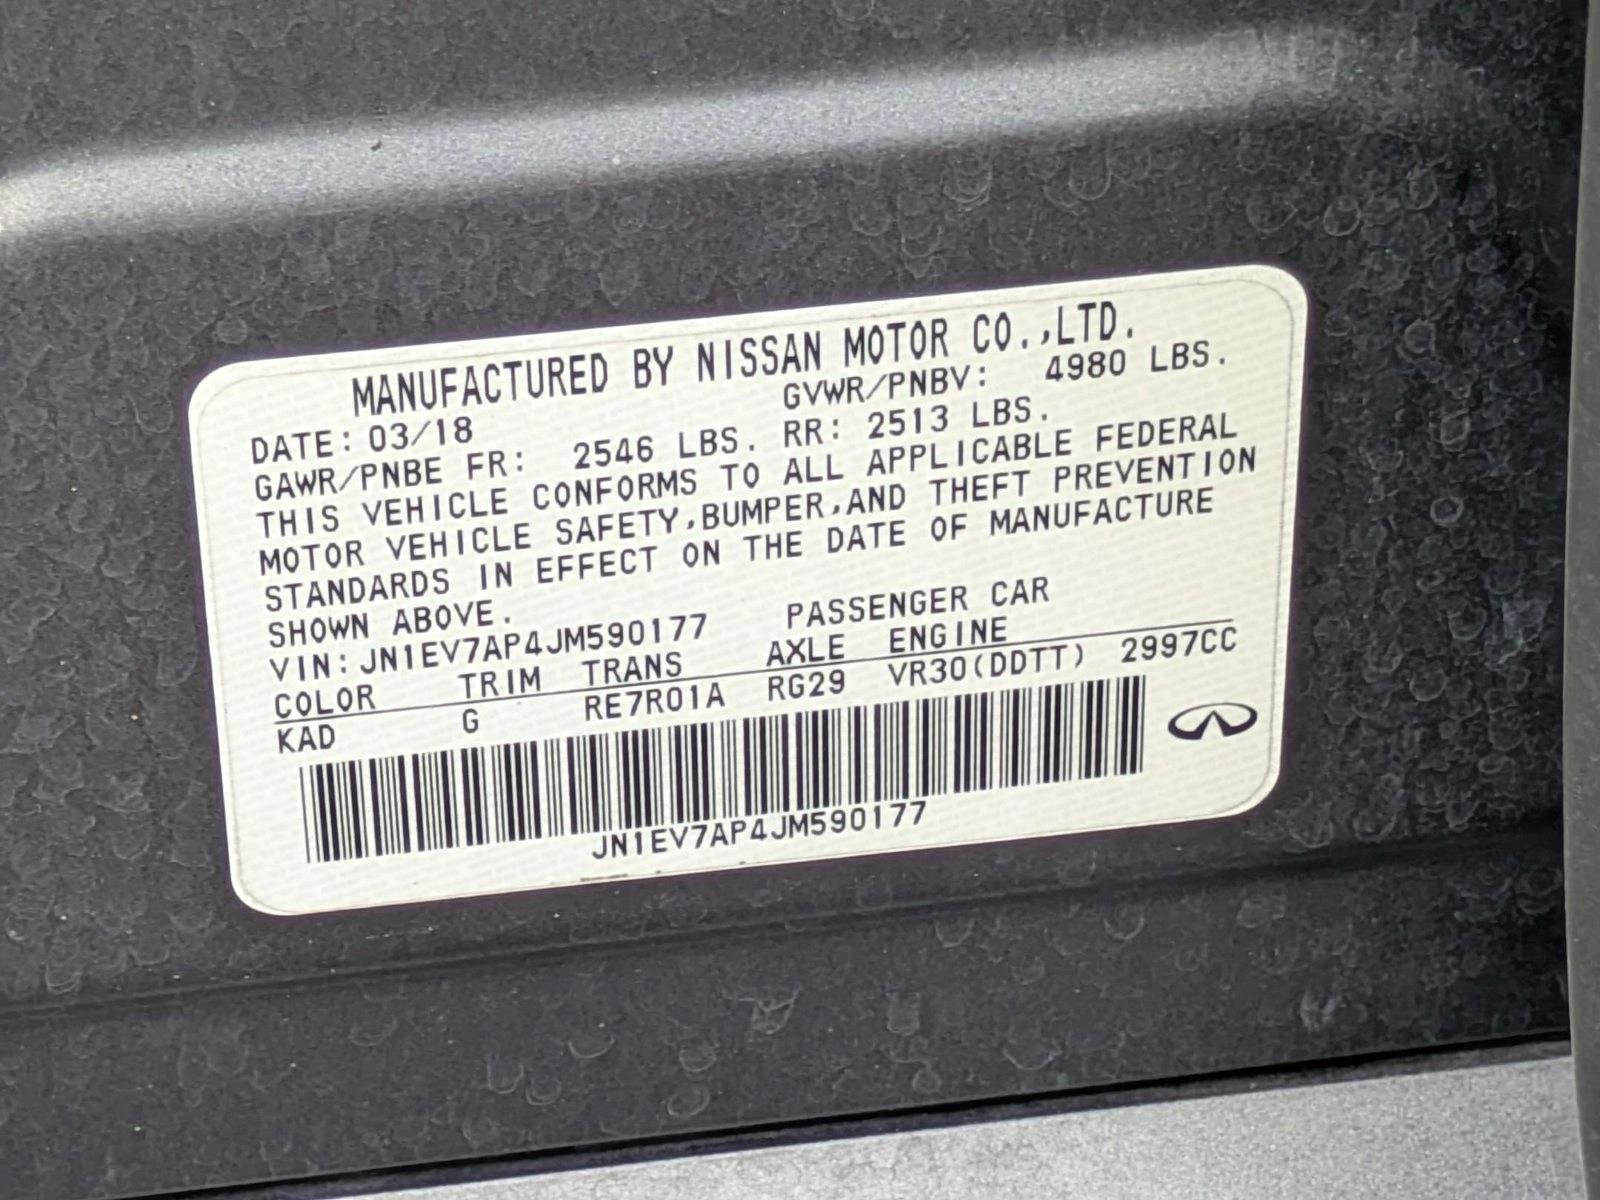 MANUFACTURED BY NISSAN MOTOR CO.,LTD.
DATE: 03/18 GVWR/PNBV: 4980 LBS.
GAWR/PNBE FR: 2546 LBS. RR: 2513 LBS.
THIS VEHICLE CONFORMS TO ALL APPLICABLE FEDERAL
MOTOR VEHICLE SAFETY,BUMPER,AND THEFT PREVENTION
STANDARDS IN EFFECT ON THE DATE OF MANUFACTURE
SHOWN ABOVE.
VIN: JN1EV7AP4JM590177 PASSENGER CAR
COLOR TRIM TRANS AXLE ENGINE
KAD G RE7R01A RG29 VR30(DDTT) 2997CC
JN1EV7AP4JM590177